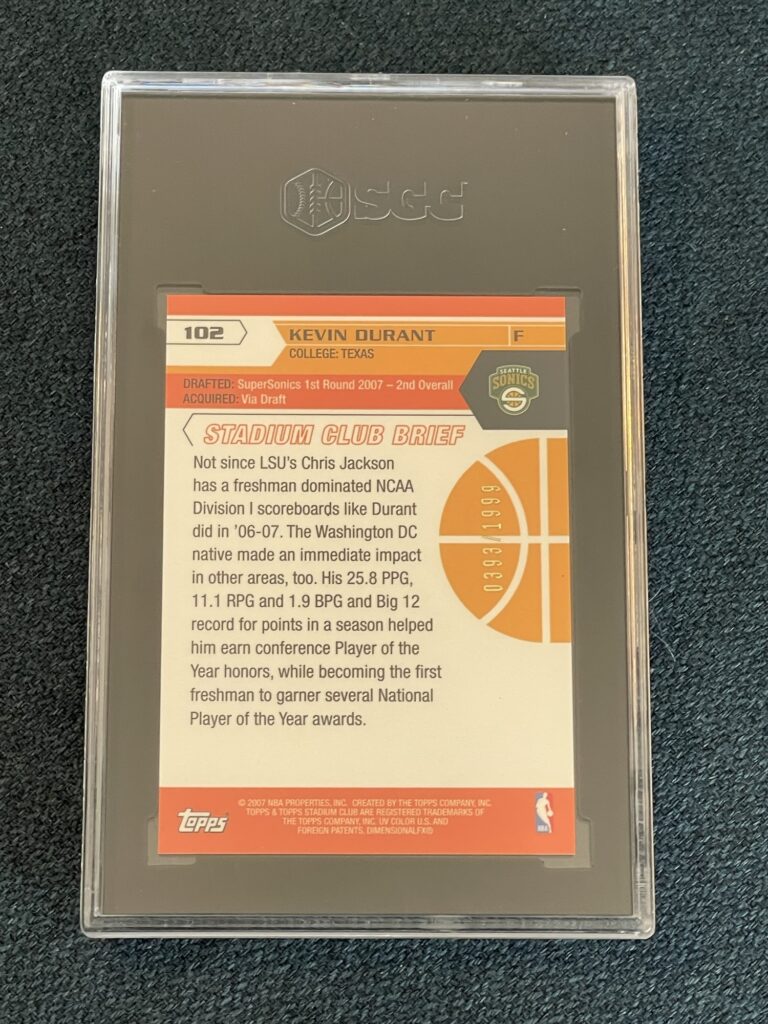 SGC
102
KEVIN DURANT
F
COLLEGE: TEXAS
SEATTLE
SONICS
DRAFTED: SuperSonics 1st Round 2007 – 2nd Overall
ACQUIRED: Via Draft
STADIUM CLUB BRIEF
Not since LSU's Chris Jackson
has a freshman dominated NCAA
Division I scoreboards like Durant
did in '06-07. The Washington DC
native made an immediate impact
in other areas, too. His 25.8 PPG,
11.1 RPG and 1.9 BPG and Big 12
record for points in a season helped
him earn conference Player of the
Year honors, while becoming the first
freshman to garner several National
Player of the Year awards.
0393/1999
topps
© 2007 NBA PROPERTIES, INC. CREATED BY THE TOPPS COMPANY, INC.
TOPPS & TOPPS STADIUM CLUB ARE REGISTERED TRADEMARKS OF
THE TOPPS COMPANY, INC. UV COLOR U.S. AND
FOREIGN PATENTS, DIMENSIONALFX®
NBA